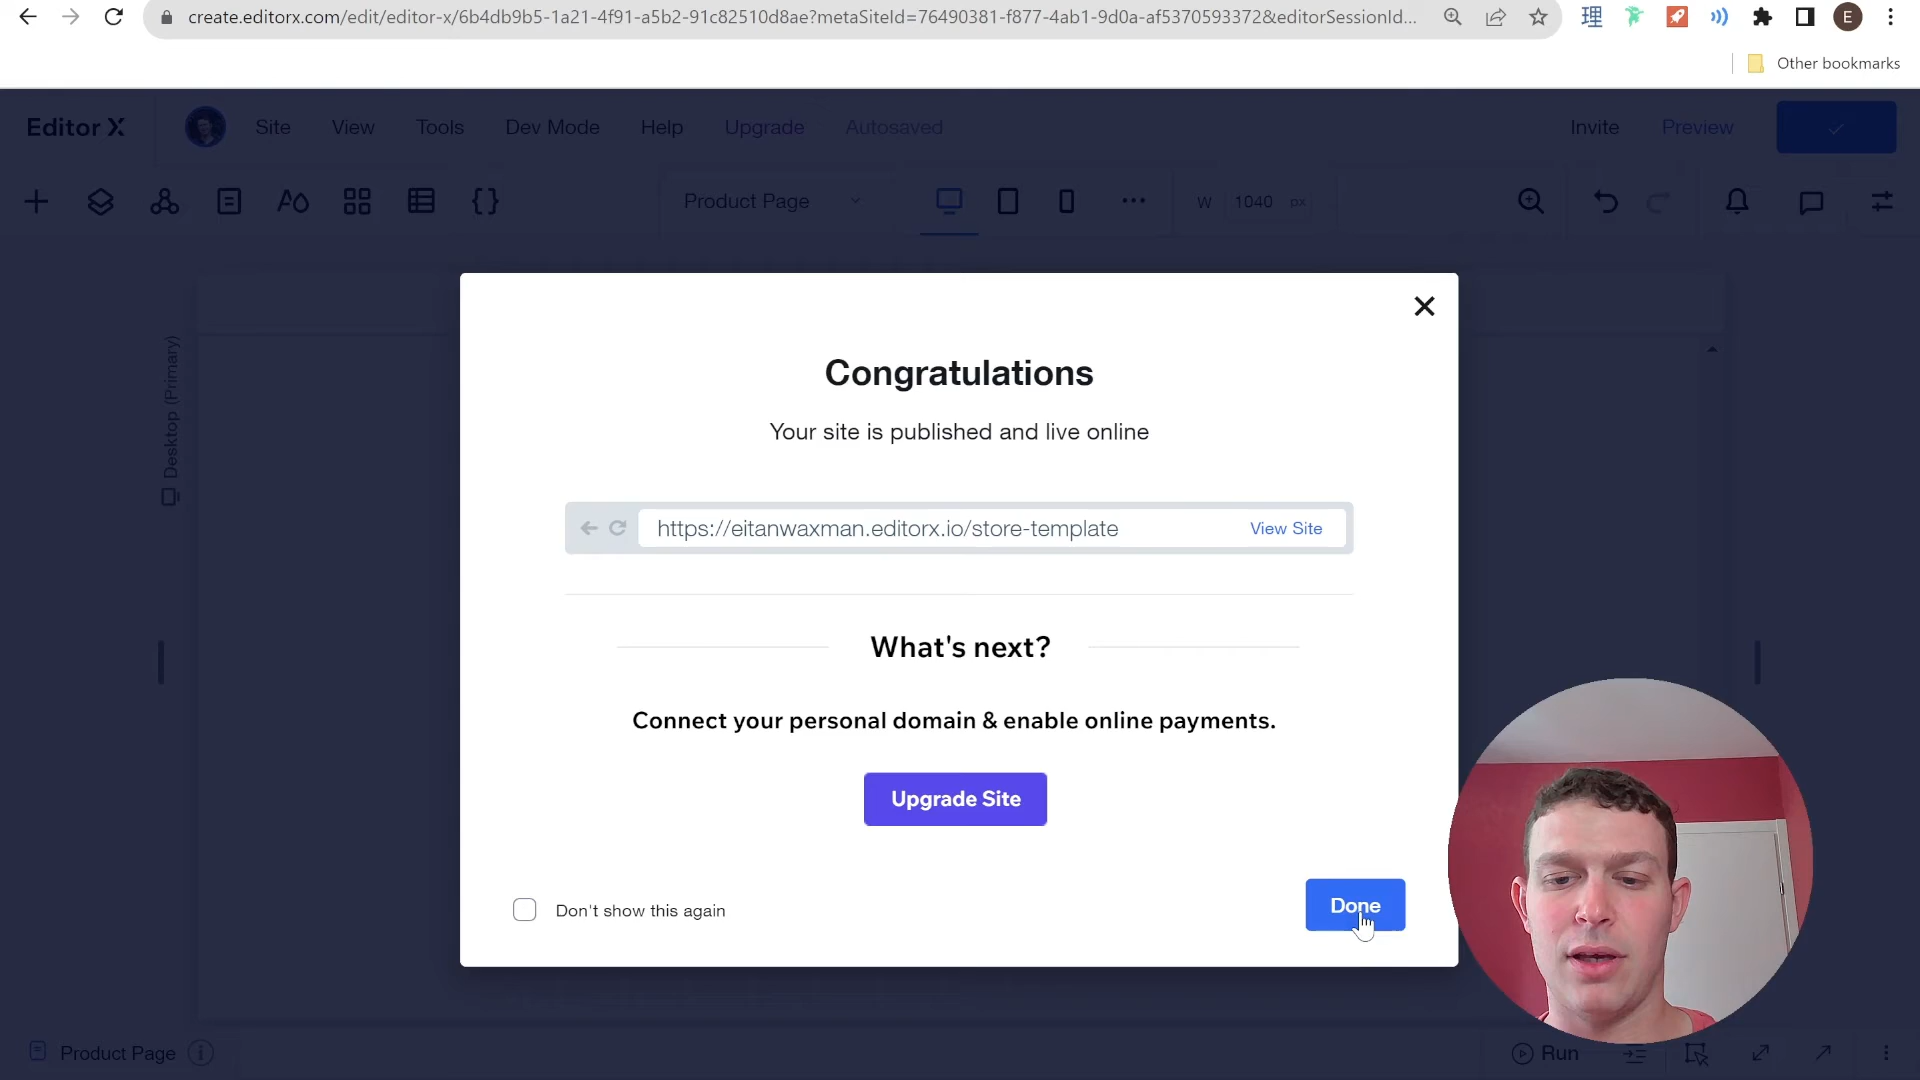 create.editorx.com/edit/editor-x/6b4db9b5-1a21-4f91-a5b2-91c82510d8ae?metaSiteId=76490381-f877-4ab1-9d0a-af5370593372&editorSessionId...
理
E
Other bookmarks
Editor X
Site
View
Tools
Dev Mode
Help
Upgrade
Autosaved
Invite
Preview
Product Page
W 1040 px
Desktop (Primary)
Congratulations
Your site is published and live online
https://eitanwaxman.editorx.io/store-template
View Site
What's next?
Connect your personal domain & enable online payments.
Upgrade Site
Don't show this again
Done
Product Page
Run